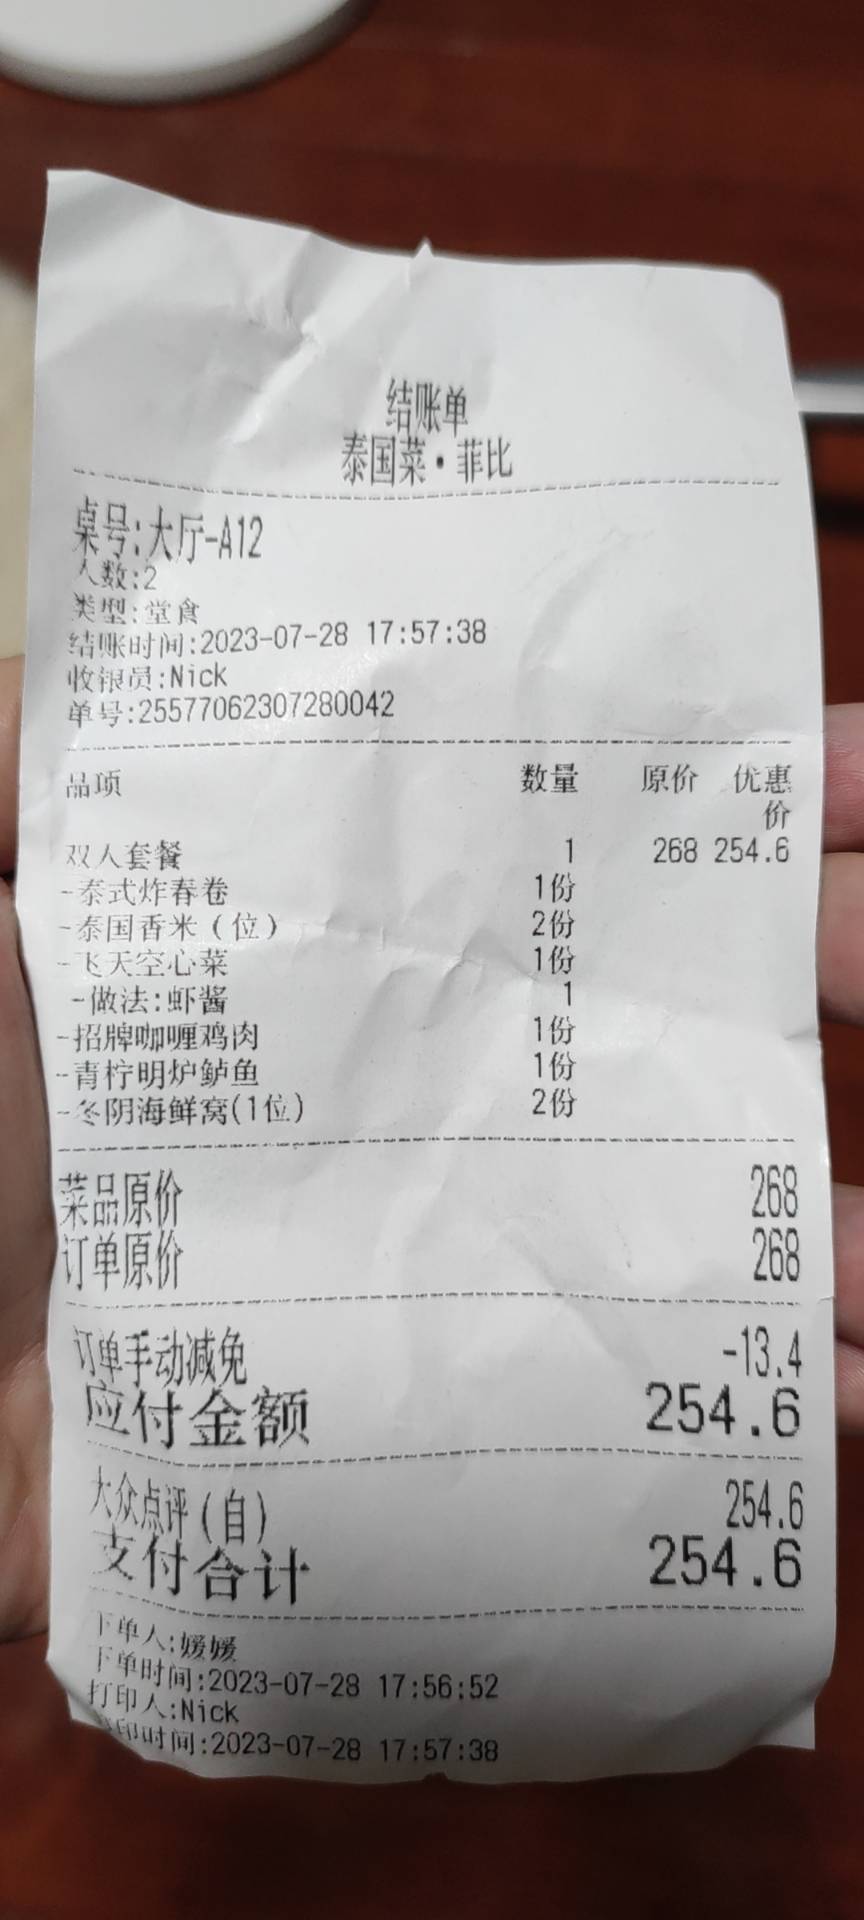 结账单
泰国菜·菲比
桌号:大厅-A12
人数:2
类型:堂食
结账时间:2023-07-28 17:57:38
收银员:Nick
单号:25577062307280042
品项 数量 原价 优惠价
双人套餐 1 268 254.6
-泰式炸春卷 1份
-泰国香米(位) 2份
-飞天空心菜 1份
-做法:虾酱 1
-招牌咖喱鸡肉 1份
-青柠明炉鲈鱼 1份
-冬阴海鲜窝(1位) 2份
菜品原价 268
订单原价 268
订单手动减免 -13.4
应付金额 254.6
大众点评(自) 254.6
支付合计 254.6
下单人:媛媛
下单时间:2023-07-28 17:56:52
打印人:Nick
打印时间:2023-07-28 17:57:38